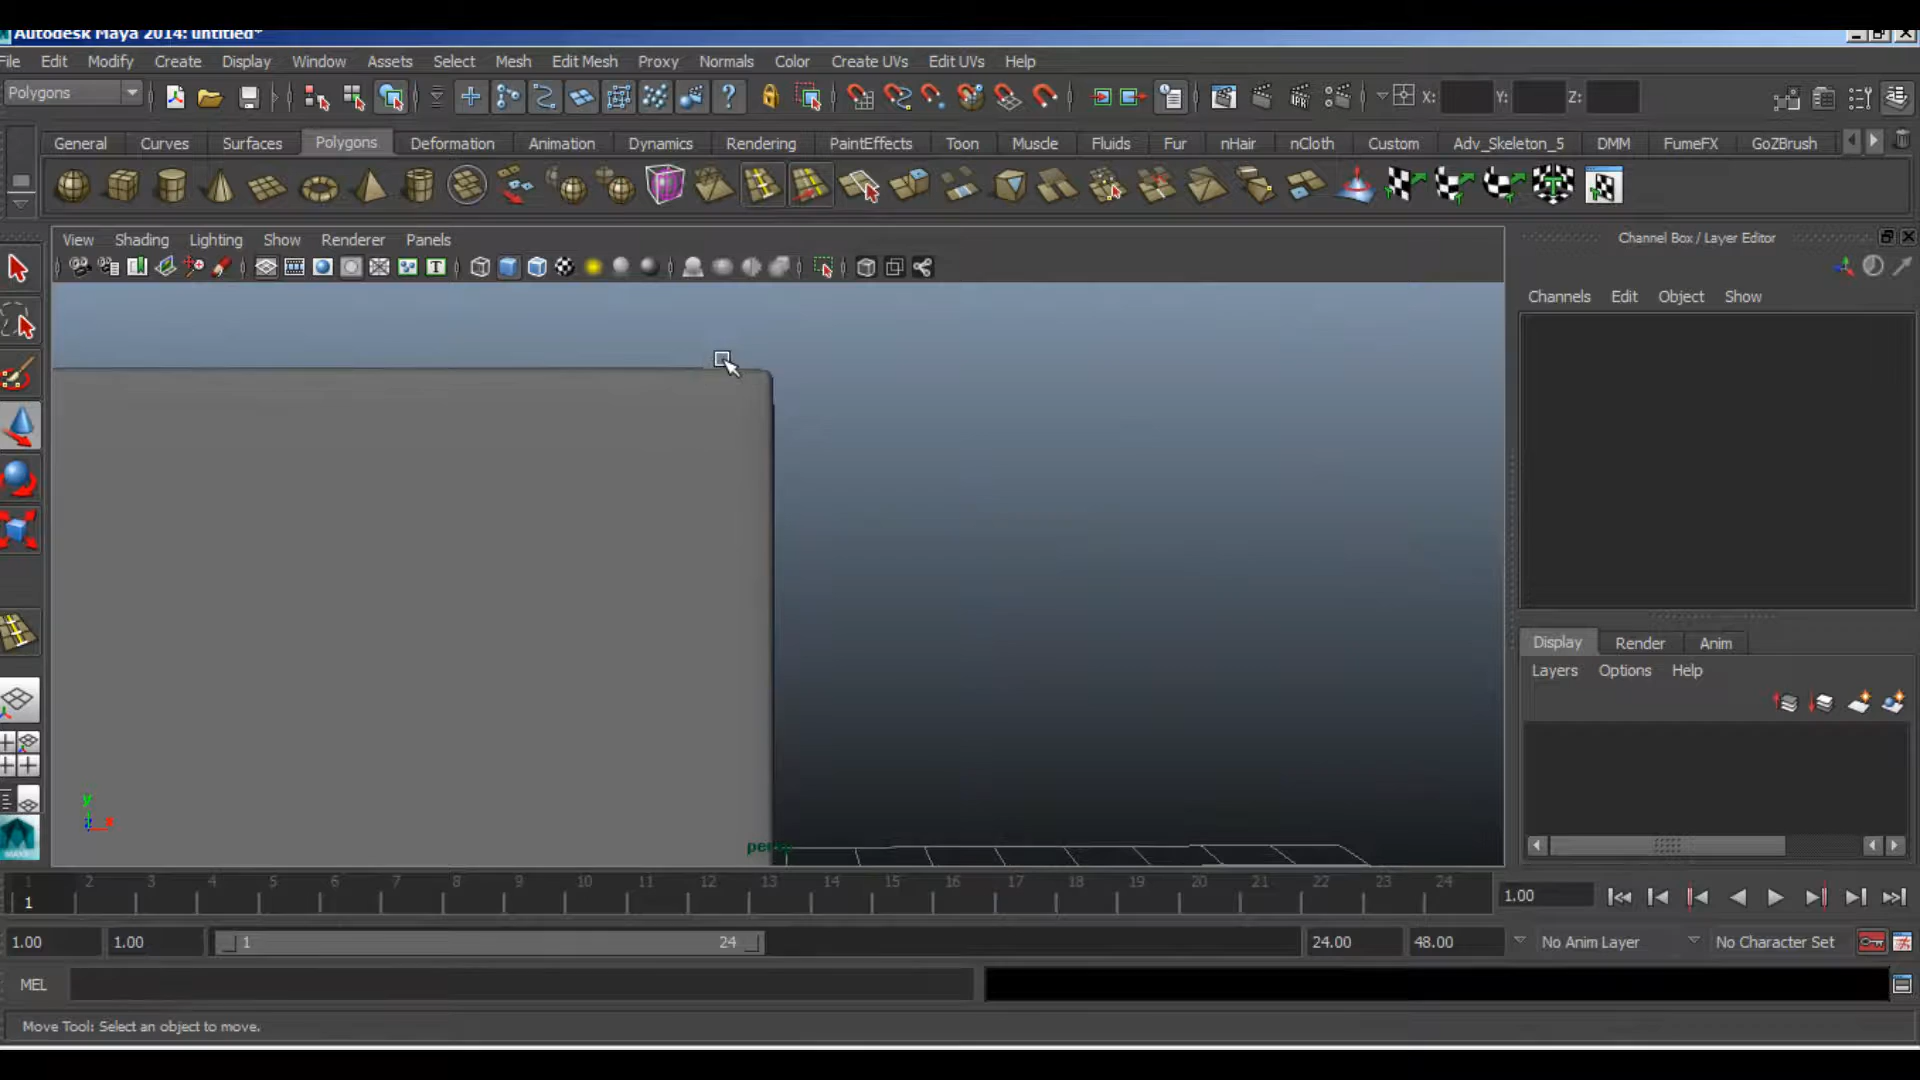 Autodesk Maya 2014: untitled*
File Edit Modify Create Display Window Assets Select Mesh Edit Mesh Proxy Normals Color Create UVs Edit UVs Help
Polygons X: Y: Z:
General Curves Surfaces Polygons Deformation Animation Dynamics Rendering PaintEffects Toon Muscle Fluids Fur nHair nCloth Custom Adv_Skeleton_5 DMM FumeFX GoZBrush
View Shading Lighting Show Renderer Panels
Channel Box / Layer Editor
Channels Edit Object Show
Display Render Anim
Layers Options Help
y
1 2 3 4 5 6 7 8 9 10 11 12 13 14 15 16 17 18 19 20 21 22 23 24
1 1.00
1.00 1.00 1 24 24.00 48.00 No Anim Layer No Character Set
MEL
Move Tool: Select an object to move.